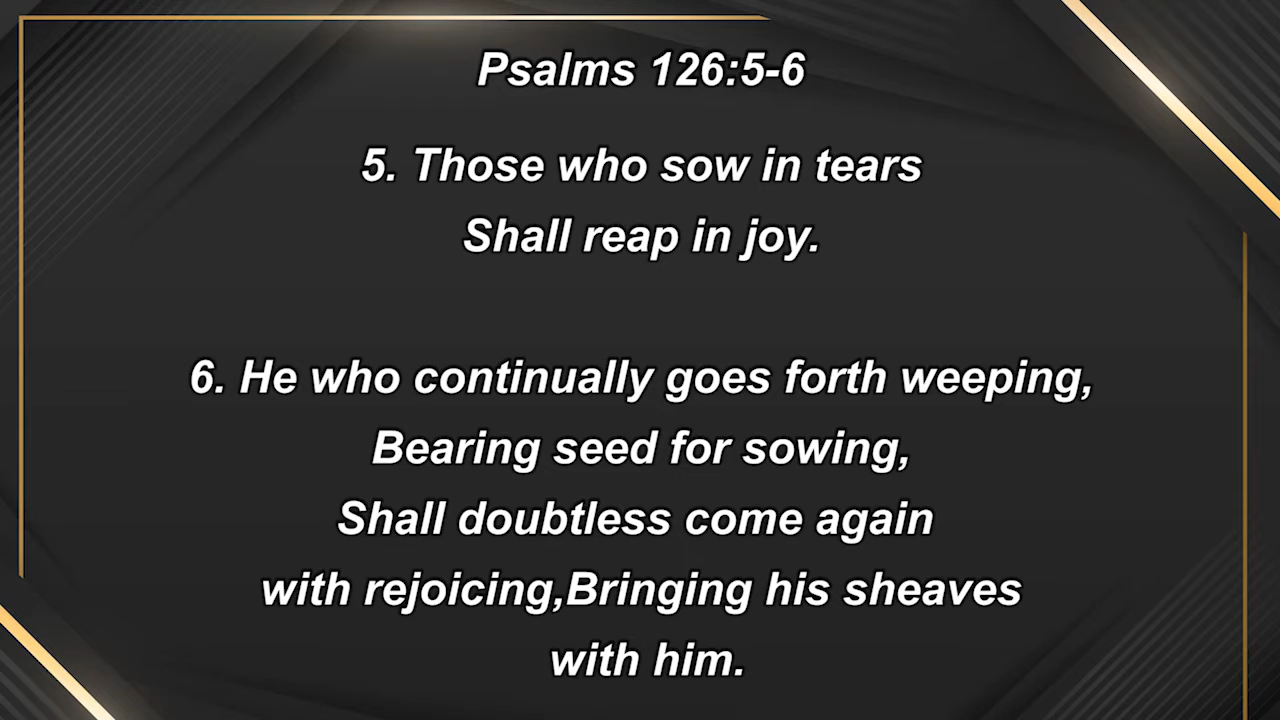 Psalms 126:5-6
5. Those who sow in tears
Shall reap in joy.
6. He who continually goes forth weeping,
Bearing seed for sowing,
Shall doubtless come again
with rejoicing,Bringing his sheaves
with him.